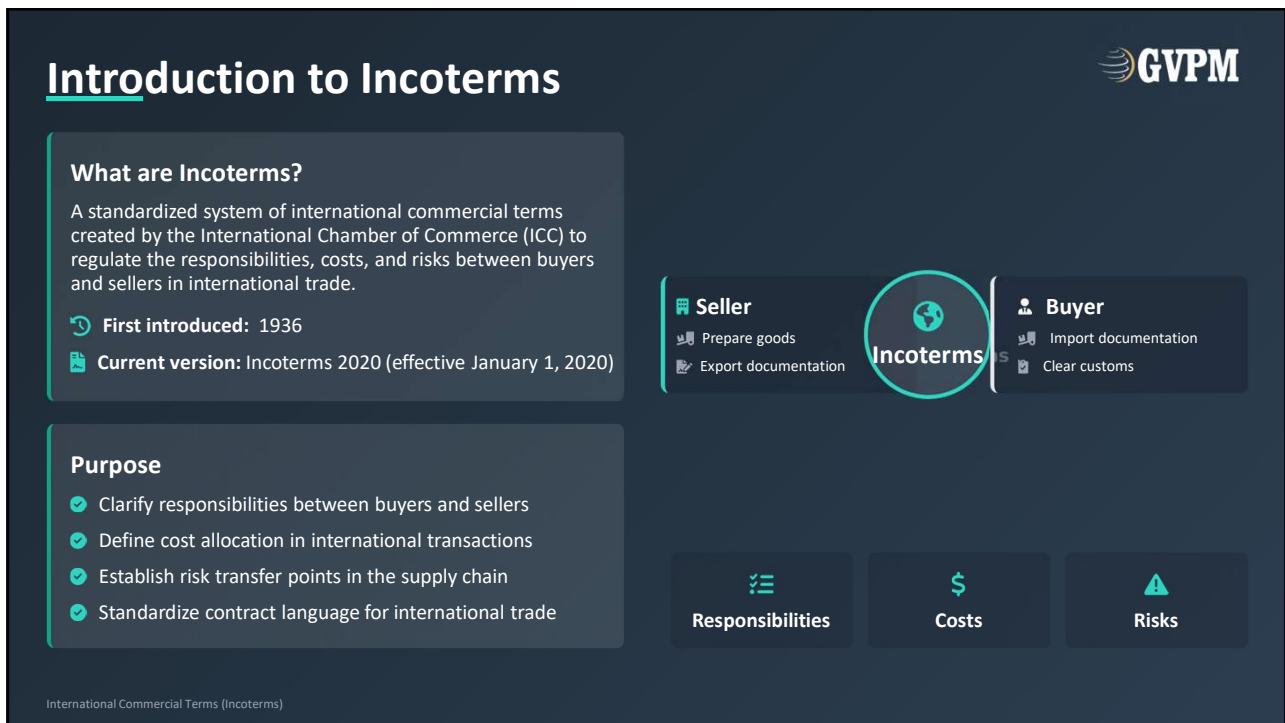 Introduction to Incoterms
GVPM
What are Incoterms?
A standardized system of international commercial terms
created by the International Chamber of Commerce (ICC) to
regulate the responsibilities, costs, and risks between buyers
and sellers in international trade.
First introduced: 1936
Current version: Incoterms 2020 (effective January 1, 2020)
Purpose
Clarify responsibilities between buyers and sellers
Define cost allocation in international transactions
Establish risk transfer points in the supply chain
Standardize contract language for international trade
Seller
Prepare goods
Export documentation
Incoterms
Buyer
Import documentation
Clear customs
Responsibilities
Costs
Risks
International Commercial Terms (Incoterms)